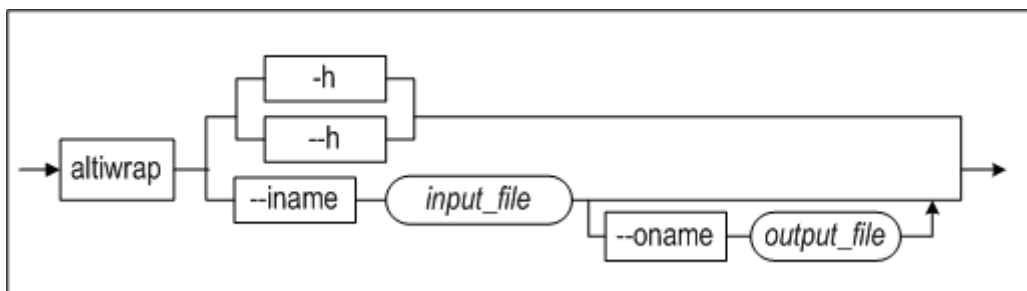 -h
--h
altiwrap
--iname input_file
--oname output_file